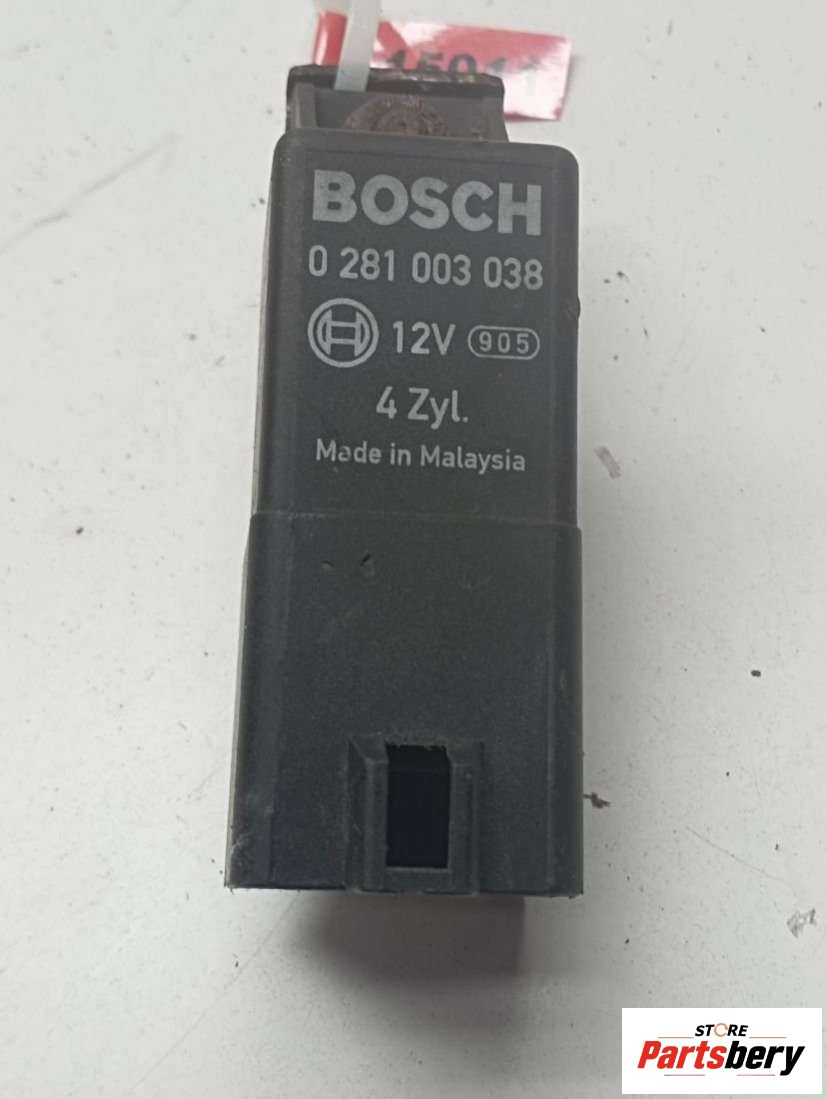 BOSCH
0 281 003 038
12V 905
4 Zyl.
Made in Malaysia
STORE
Partsbery